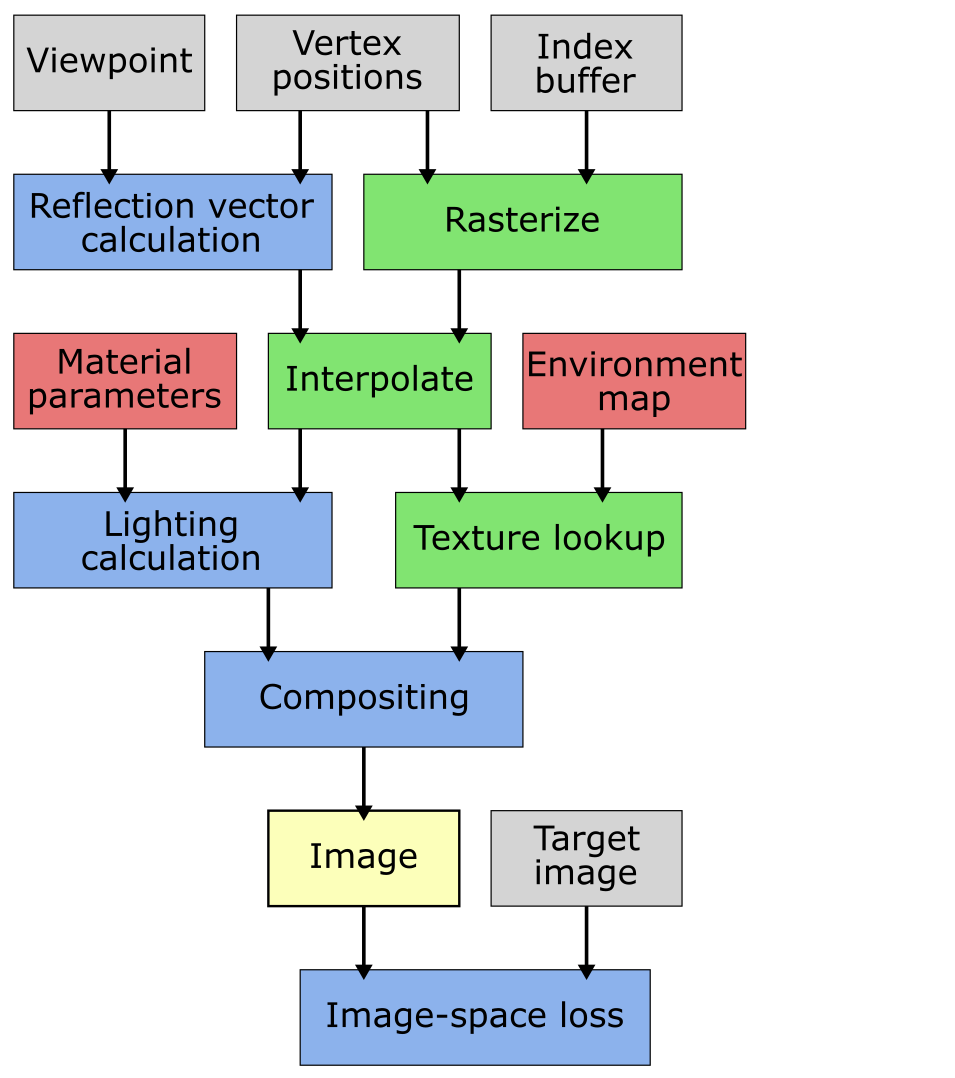 Viewpoint
Vertex
positions
Index
buffer
Reflection vector
calculation
Rasterize
Material
parameters
Interpolate
Environment
map
Lighting
calculation
Texture lookup
Compositing
Image
Target
image
Image-space loss